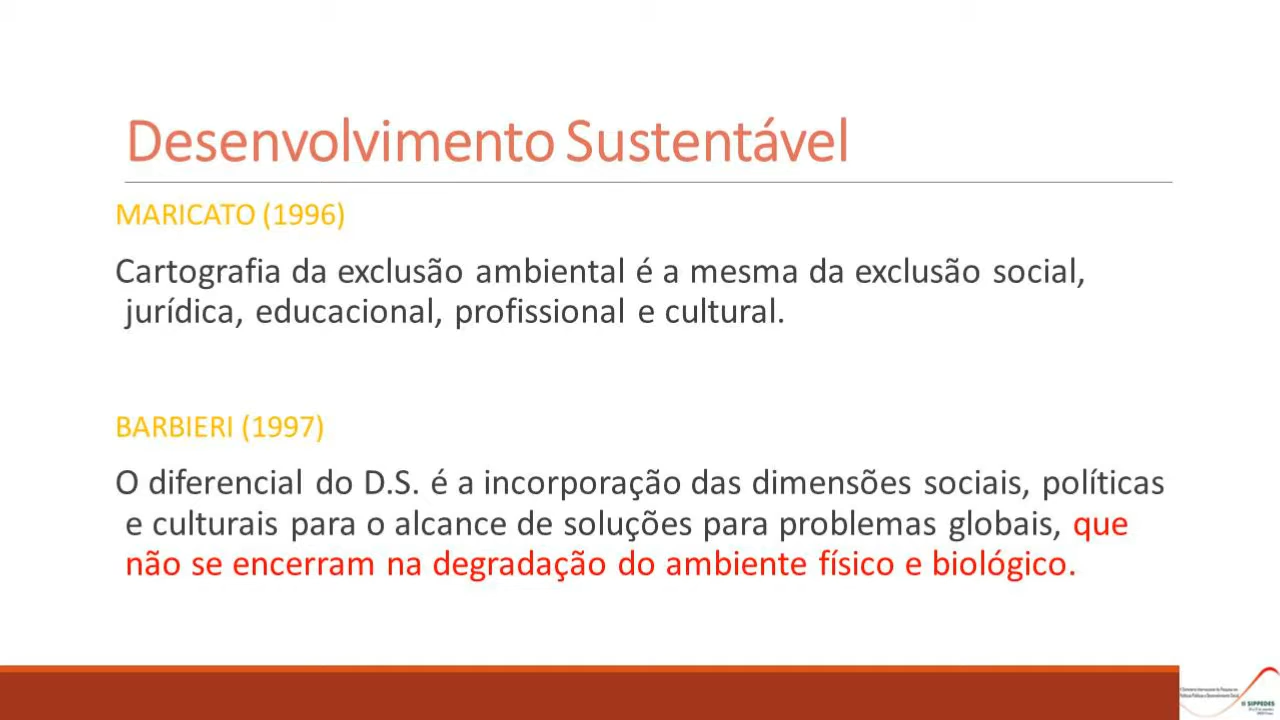 Desenvolvimento Sustentável
MARICATO (1996)
Cartografia da exclusão ambiental é a mesma da exclusão social,
jurídica, educacional, profissional e cultural.
BARBIERI (1997)
O diferencial do D.S. é a incorporação das dimensões sociais, políticas
e culturais para o alcance de soluções para problemas globais, que
não se encerram na degradação do ambiente físico e biológico.
II SIPPEDES